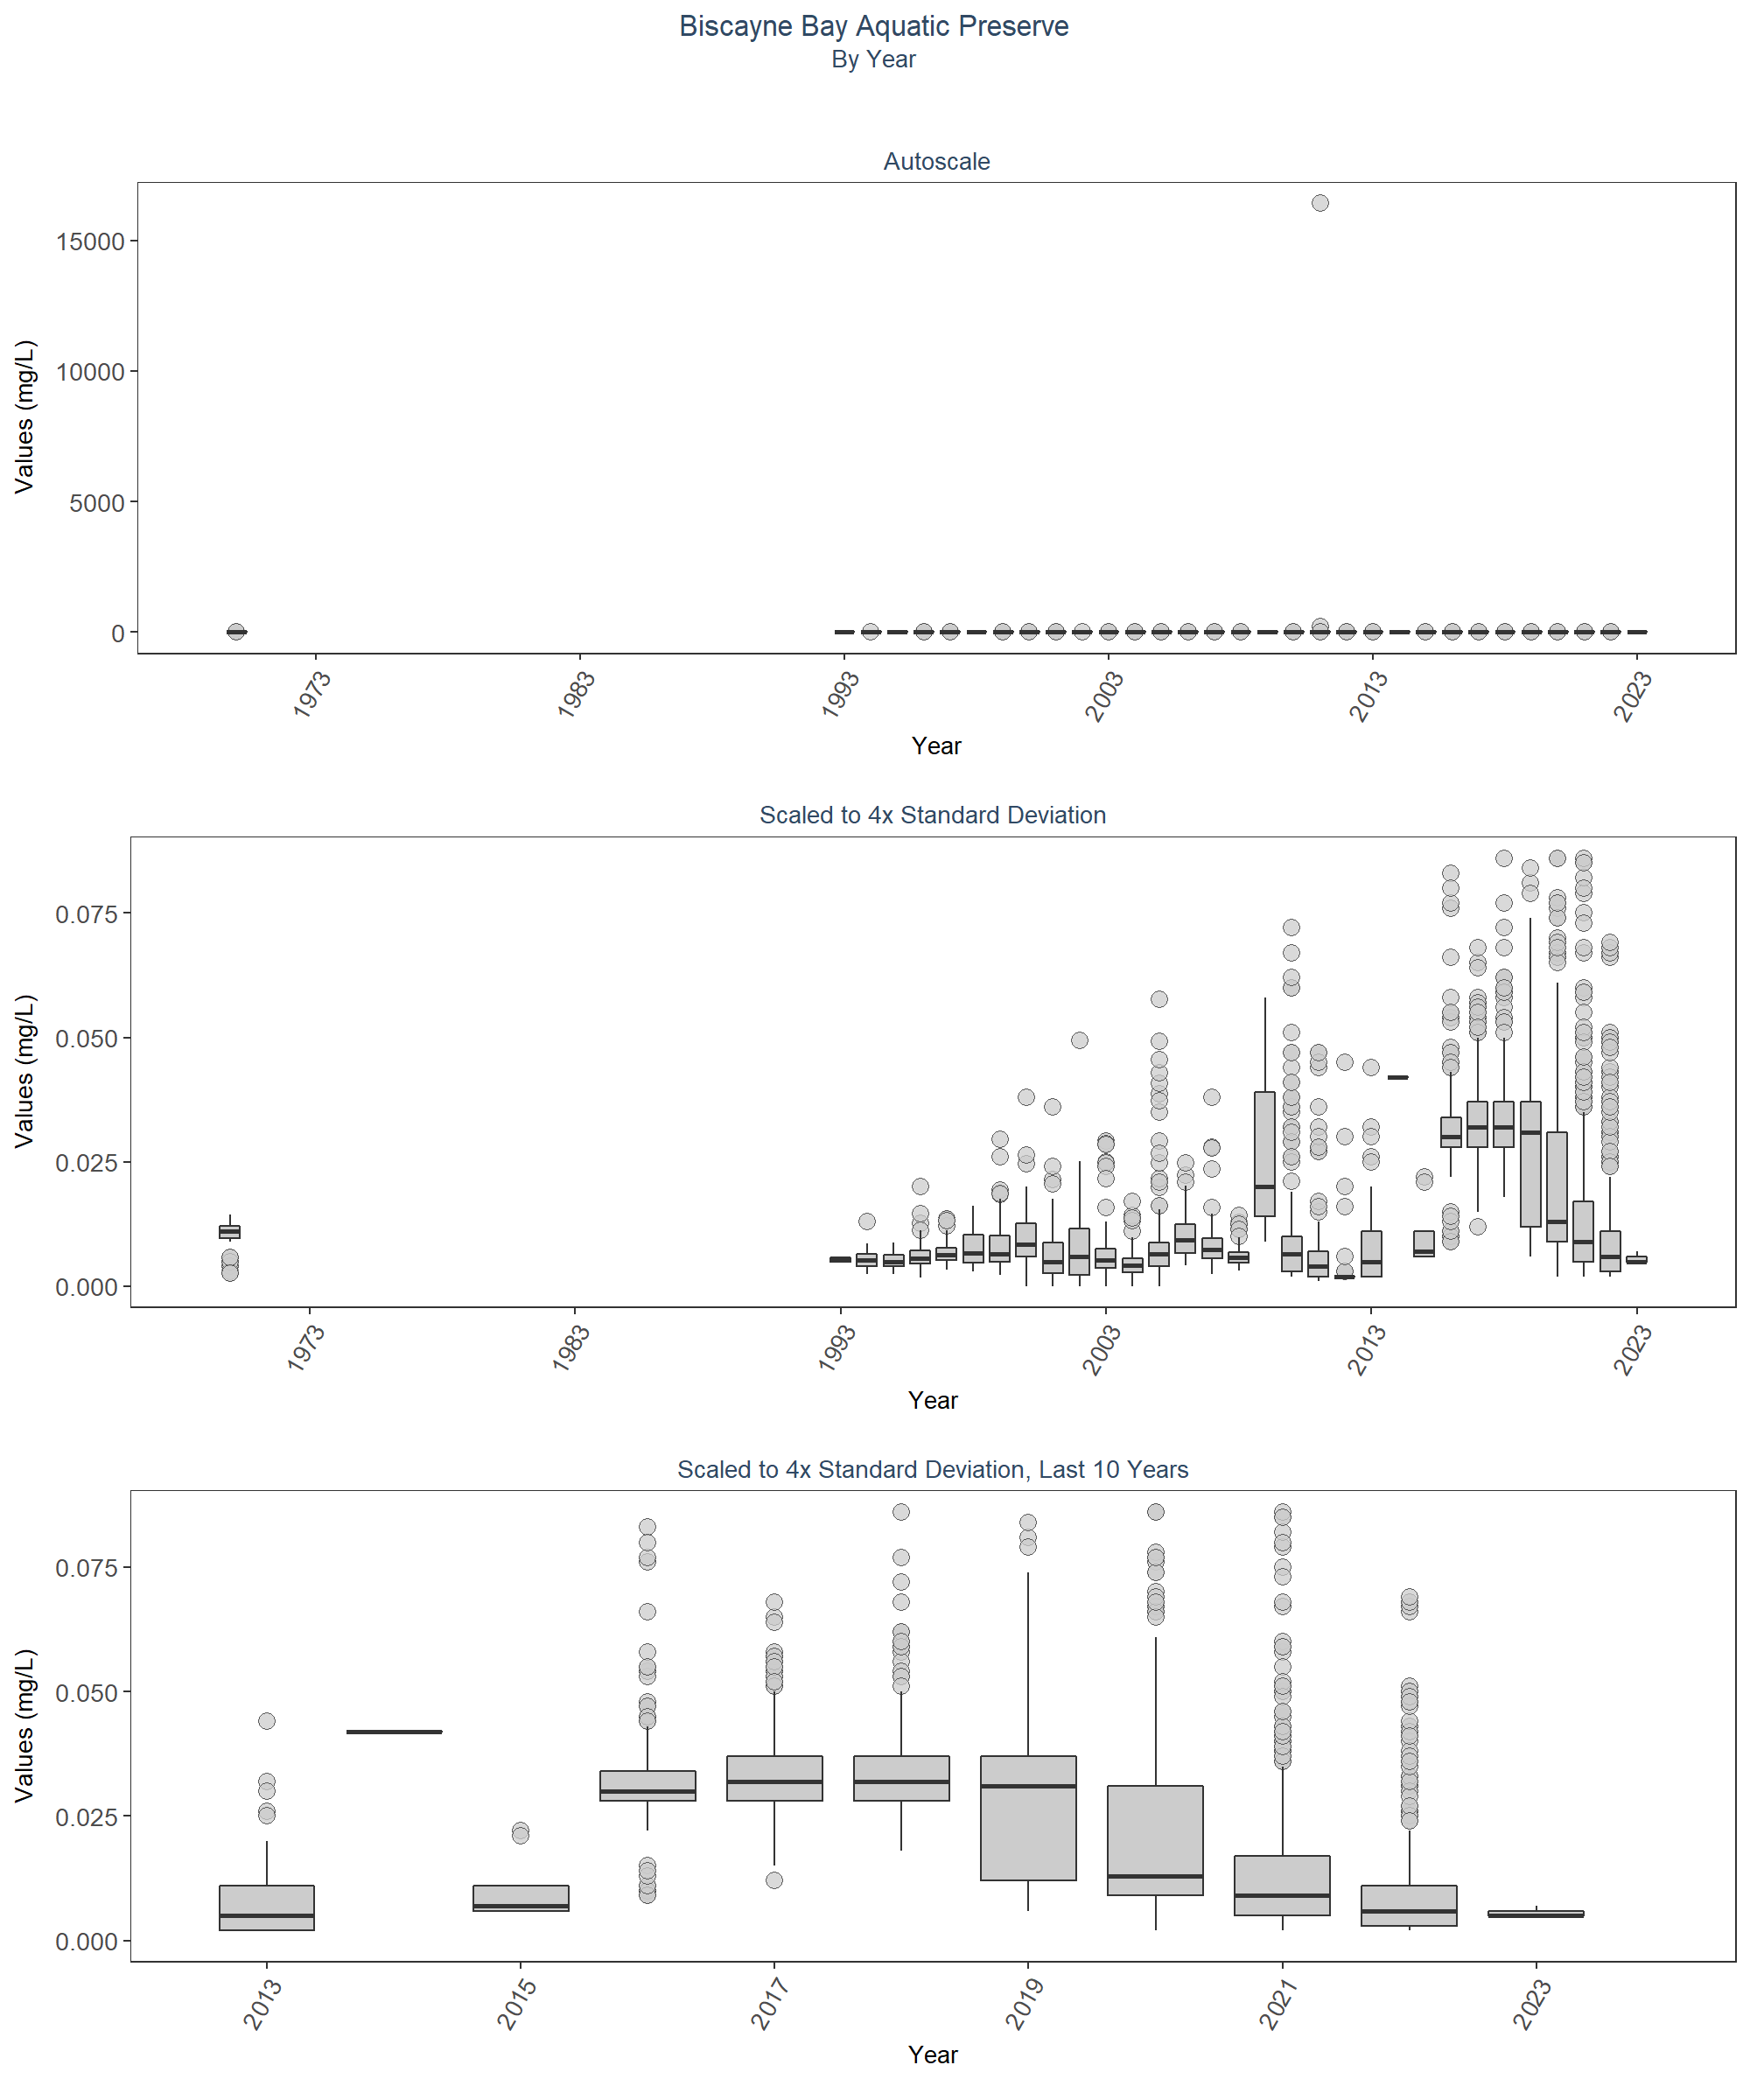 Biscayne Bay Aquatic Preserve
By Year
Autoscale
Values (mg/L)
15000
10000
5000
0
1973
1983
1993
2003
2013
2023
Year
Scaled to 4x Standard Deviation
Values (mg/L)
0.075
0.050
0.025
0.000
1973
1983
1993
2003
2013
2023
Year
Scaled to 4x Standard Deviation, Last 10 Years
Values (mg/L)
0.075
0.050
0.025
0.000
2013
2015
2017
2019
2021
2023
Year